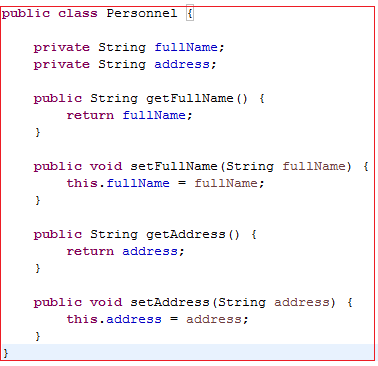 public class Personnel {
private String fullName;
private String address;
public String getFullName() {
return fullName;
}
public void setFullName(String fullName) {
this.fullName = fullName;
}
public String getAddress() {
return address;
}
public void setAddress(String address) {
this.address = address;
}
}